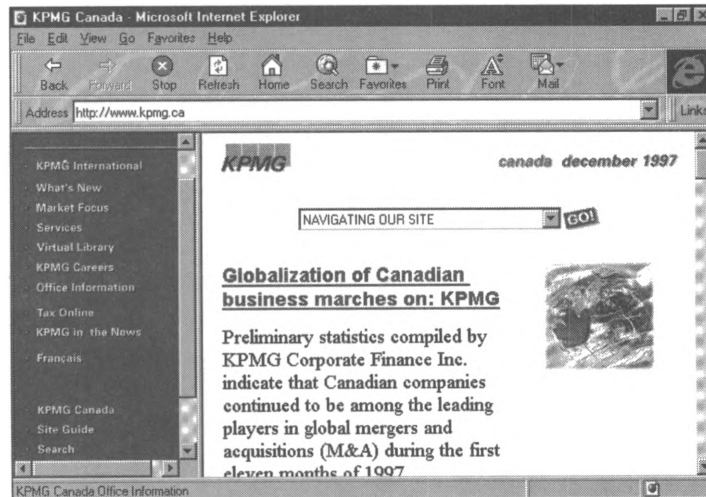 KPMG Canada - Microsoft Internet Explorer
File Edit View Go Favorites Help
Back Forward Stop Refresh Home Search Favorites Print Font Mail
Address http://www.kpmg.ca Links
KPMG International
What's New
Market Focus
Services
Virtual Library
KPMG Careers
Office Information
Tax Online
KPMG in the News
Français
KPMG Canada
Site Guide
Search
KPMG
canada december 1997
NAVIGATING OUR SITE GO!
Globalization of Canadian
business marches on: KPMG
Preliminary statistics compiled by
KPMG Corporate Finance Inc.
indicate that Canadian companies
continued to be among the leading
players in global mergers and
acquisitions (M&A) during the first
eleven months of 1997
KPMG Canada Office Information